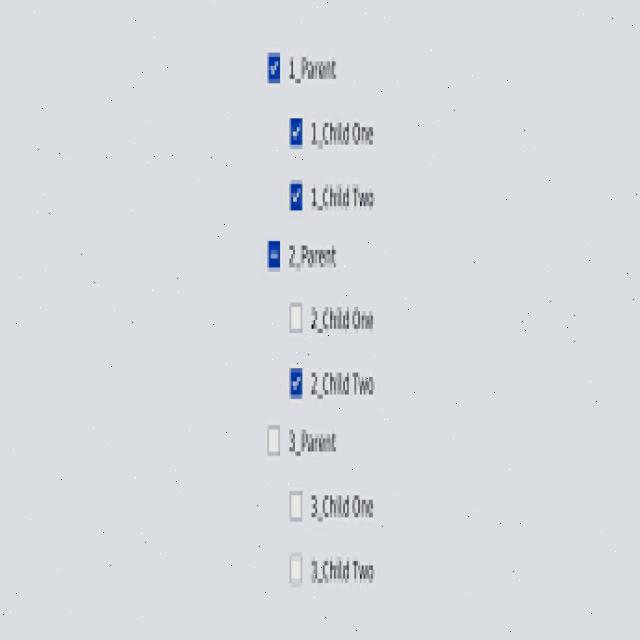 1_Parent
1_Child One
1_Child Two
2_Parent
2_Child One
2_Child Two
3_Parent
3_Child One
3_Child Two